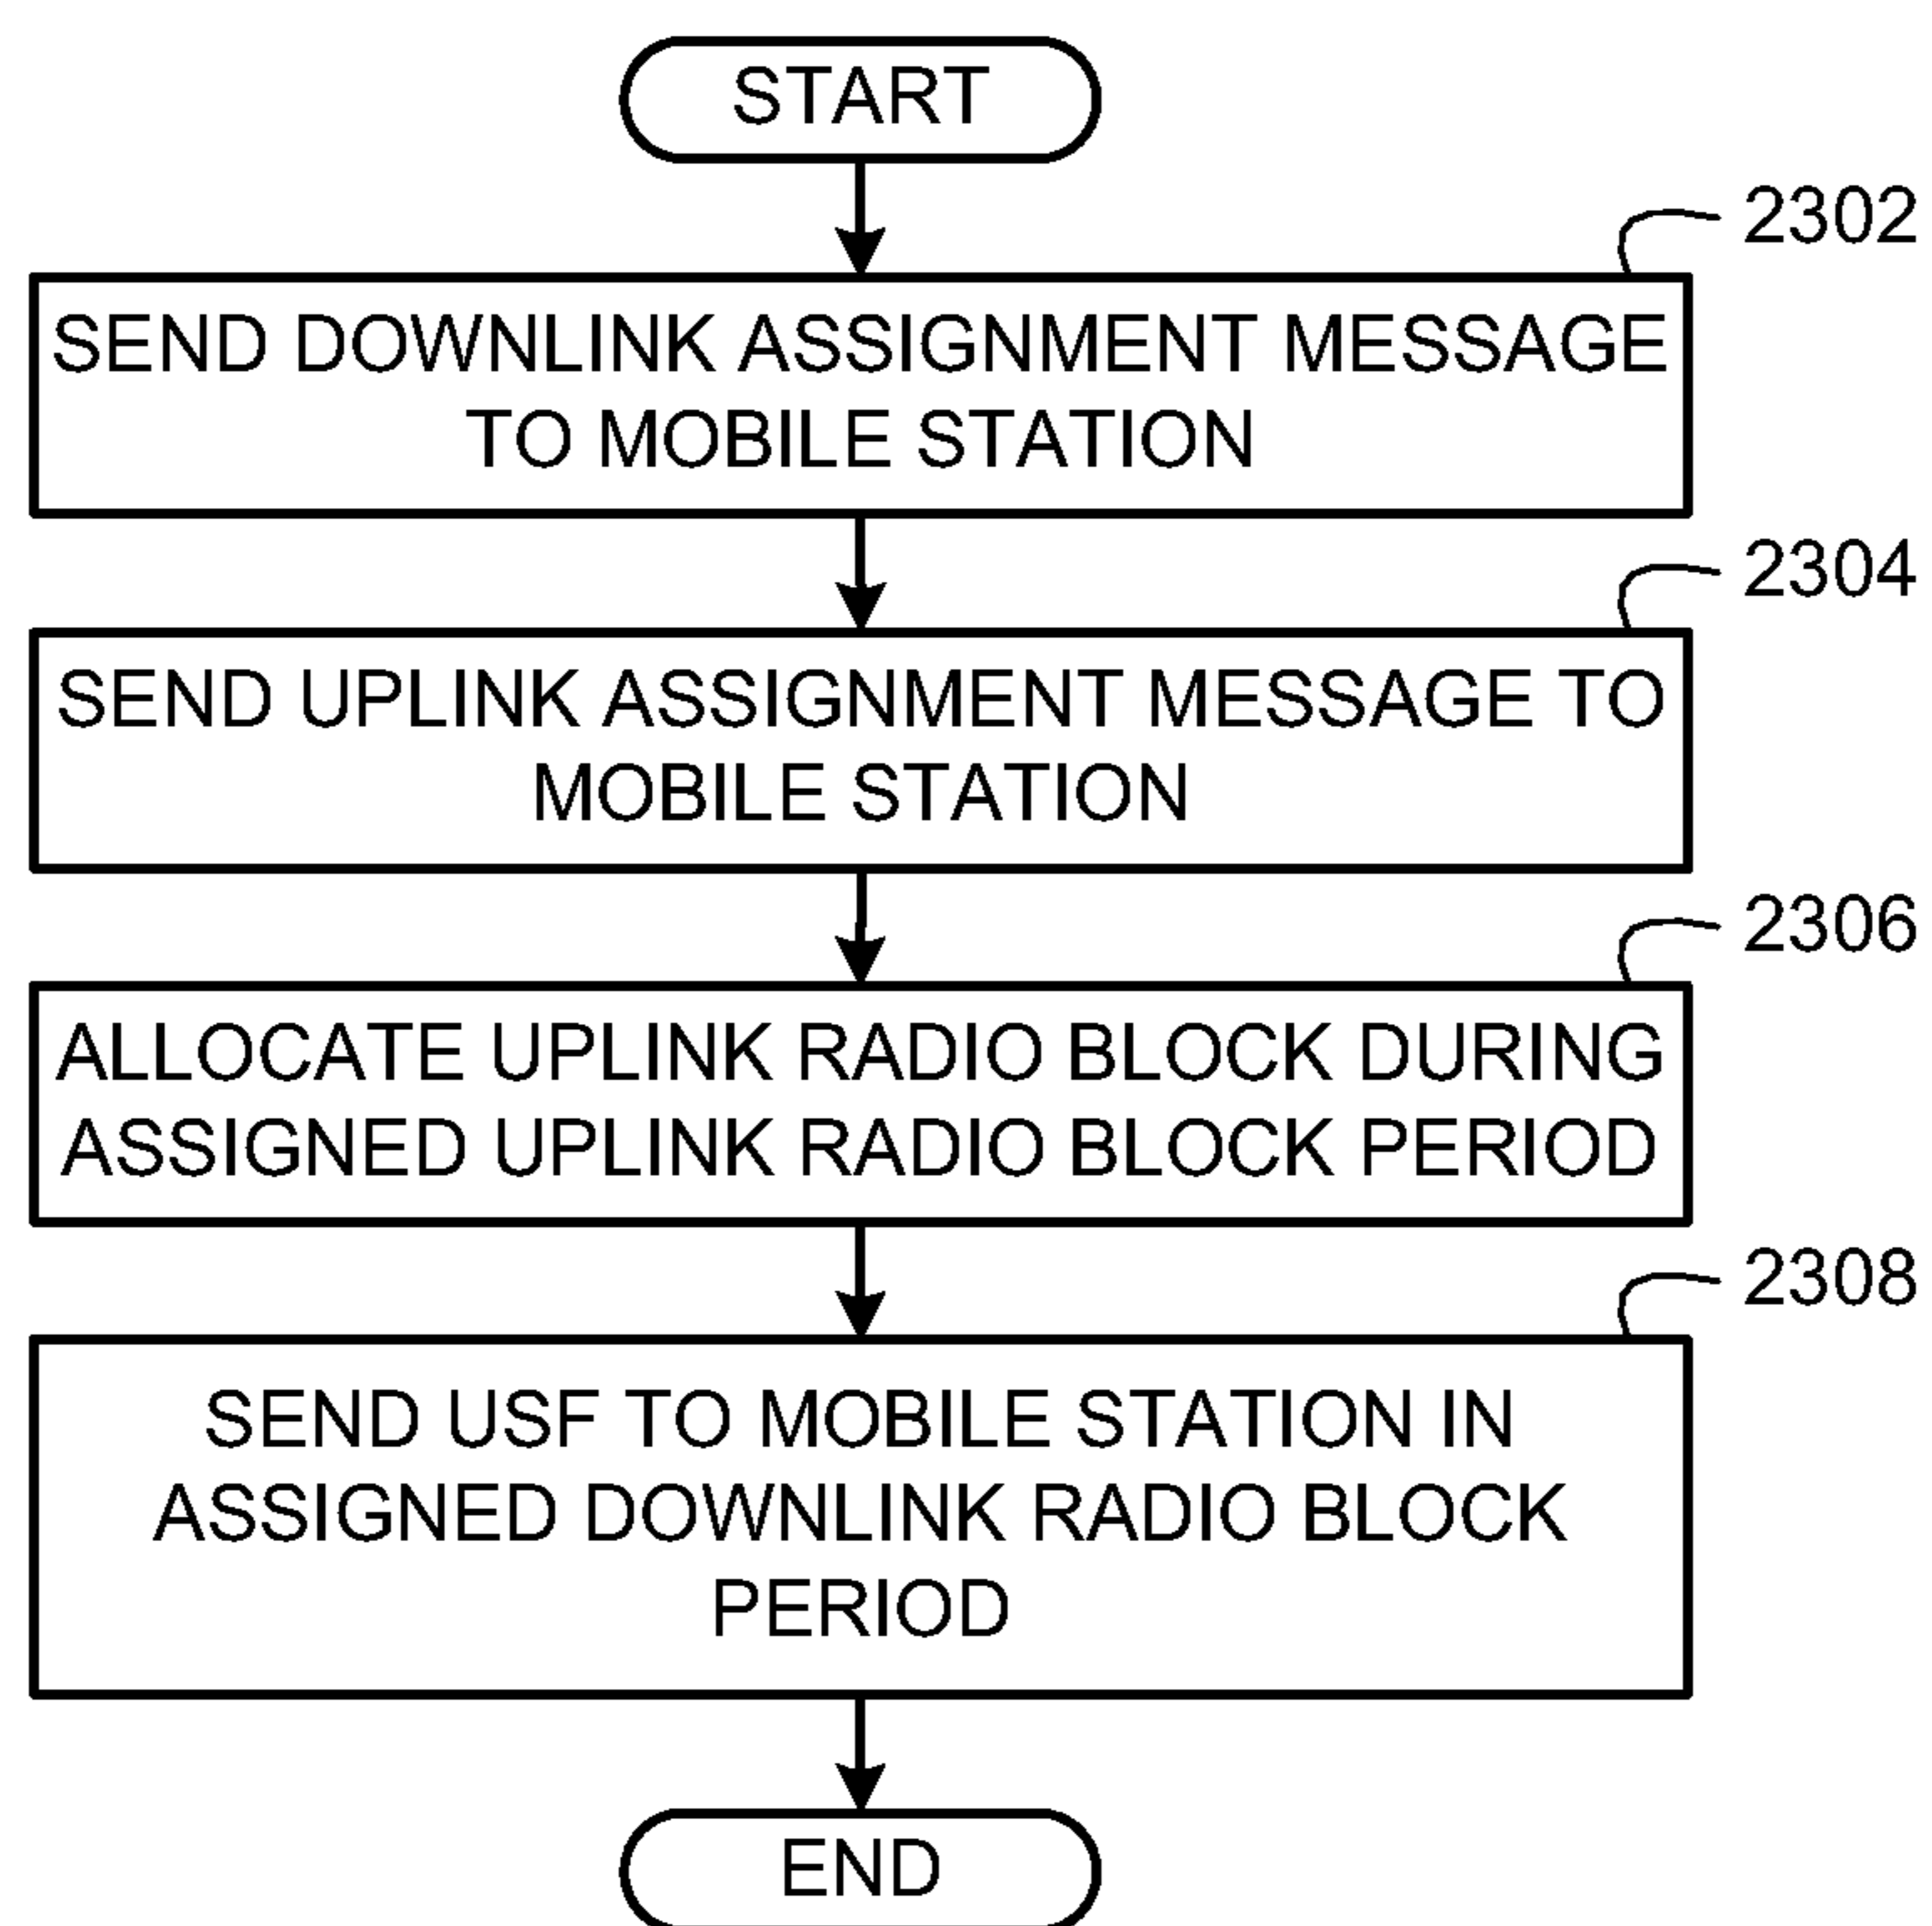 START
2302
SEND DOWNLINK ASSIGNMENT MESSAGE
TO MOBILE STATION
2304
SEND UPLINK ASSIGNMENT MESSAGE TO
MOBILE STATION
2306
ALLOCATE UPLINK RADIO BLOCK DURING
ASSIGNED UPLINK RADIO BLOCK PERIOD
2308
SEND USF TO MOBILE STATION IN
ASSIGNED DOWNLINK RADIO BLOCK
PERIOD
END